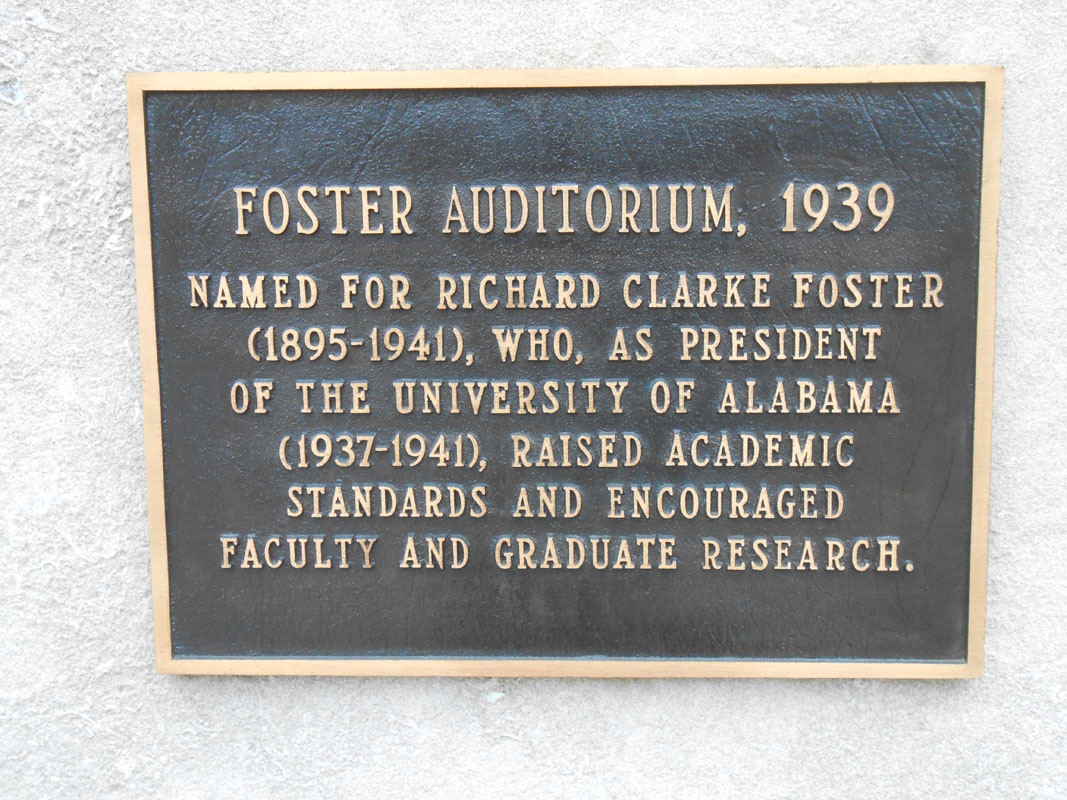 FOSTER AUDITORIUM, 1939
NAMED FOR RICHARD CLARKE FOSTER
(1895-1941), WHO, AS PRESIDENT
OF THE UNIVERSITY OF ALABAMA
(1937-1941), RAISED ACADEMIC
STANDARDS AND ENCOURAGED
FACULTY AND GRADUATE RESEARCH.